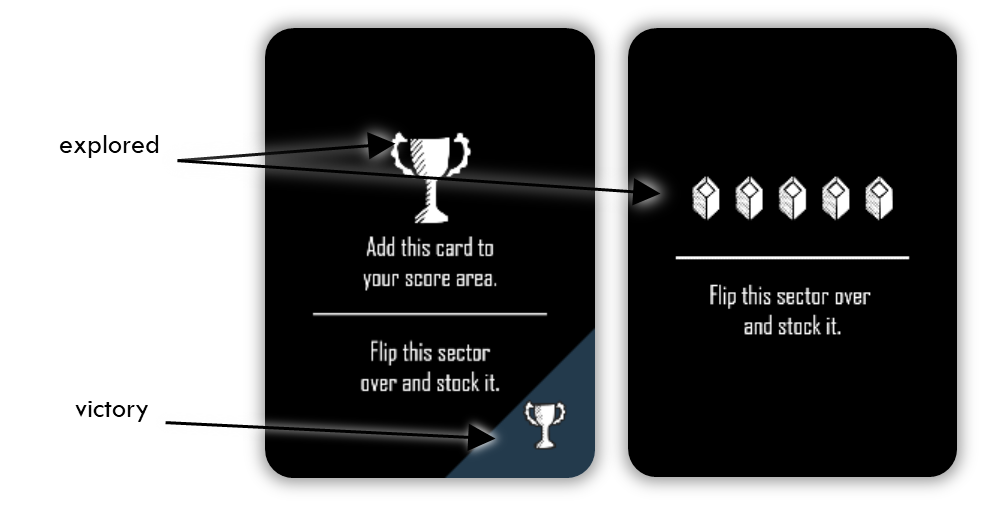 explored
Add this card to
your score area.
Flip this sector
over and stock it.
victory
Flip this sector over
and stock it.